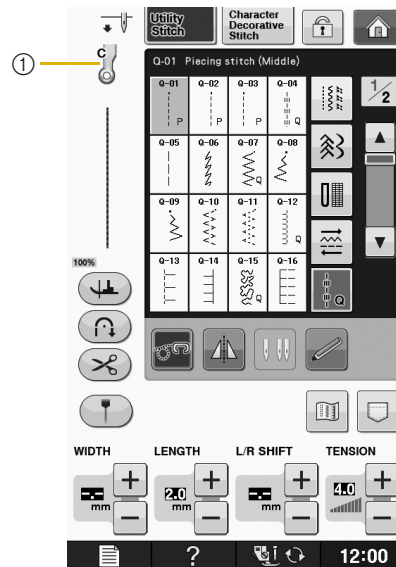 Utility Stitch
Character Decorative Stitch
1
C
Q-01 Piecing stitch (Middle)
Q-01 Q-02 Q-03 Q-04
P P P Q
1/2
Q-05 Q-06 Q-07 Q-08
Q
Q-09 Q-10 Q-11 Q-12
Q
100%
Q-13 Q-14 Q-15 Q-16
Q
Q
WIDTH LENGTH L/R SHIFT TENSION
-.- mm + −
2.0 mm + −
-.- mm + −
4.0 + −
? 12:00